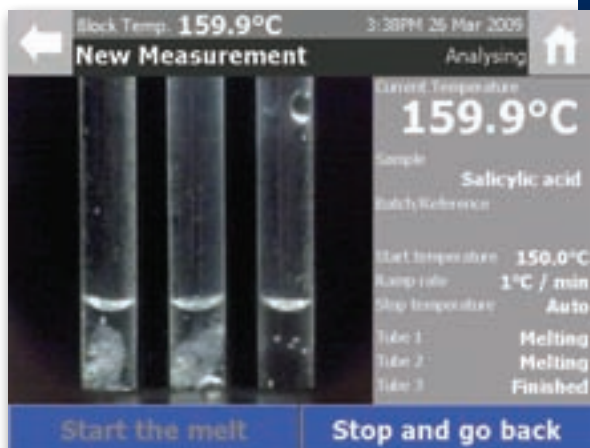 Block Temp. 159.9°C 3:38PM 26 Mar 2009
New Measurement Analysing
Current Temperature
159.9°C
Sample
Salicylic acid
Batch/Reference
Start temperature 150.0°C
Ramp rate 1°C / min
Stop temperature Auto
Tube 1 Melting
Tube 2 Melting
Tube 3 Finished
Start the melt Stop and go back